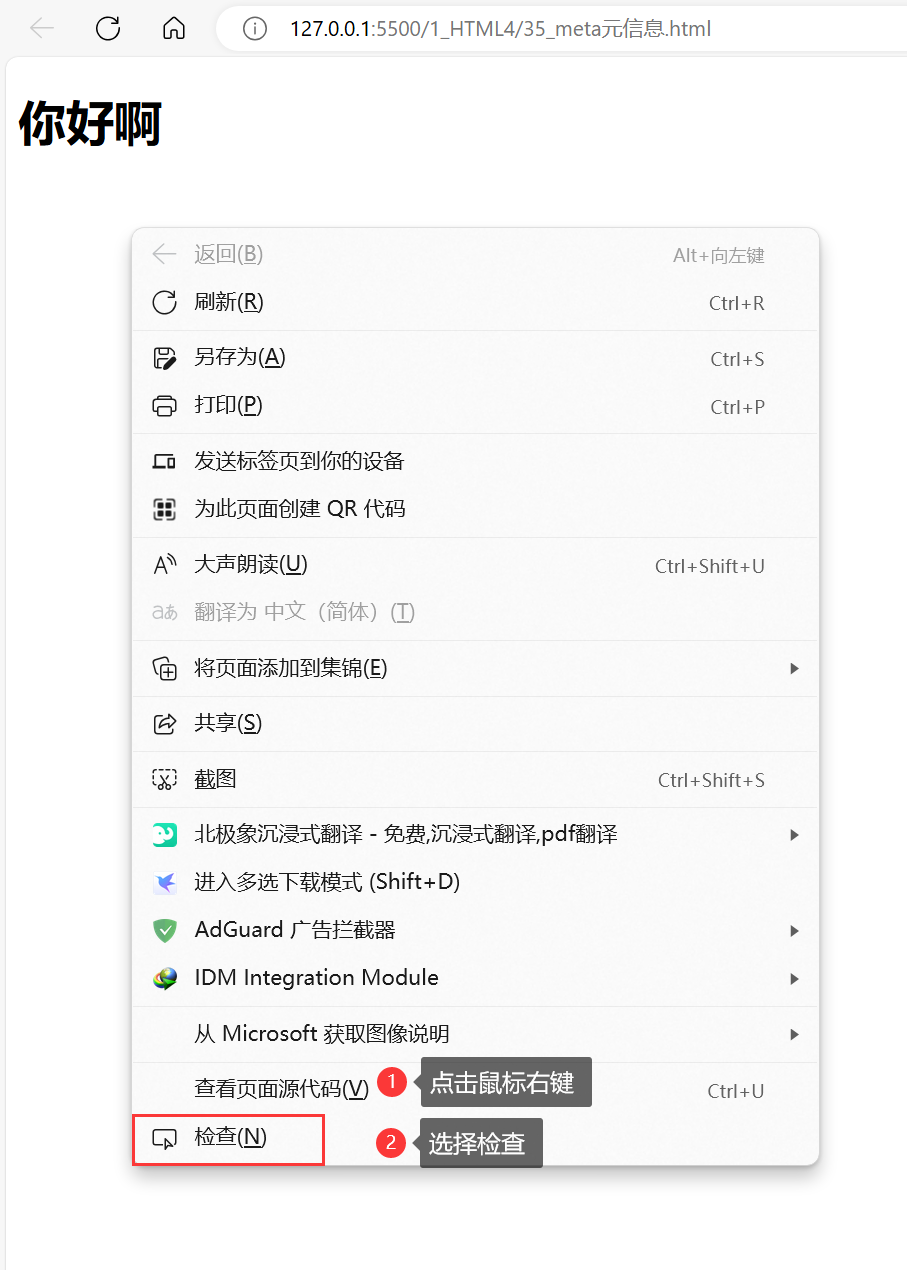 127.0.0.1:5500/1_HTML4/35_meta元信息.html
你好啊
返回(B) Alt+向左键
刷新(R) Ctrl+R
另存为(A) Ctrl+S
打印(P) Ctrl+P
发送标签页到你的设备
为此页面创建 QR 代码
大声朗读(U) Ctrl+Shift+U
aあ 翻译为 中文（简体）(T)
将页面添加到集锦(E)
共享(S)
截图 Ctrl+Shift+S
北极象沉浸式翻译 - 免费,沉浸式翻译,pdf翻译
进入多选下载模式 (Shift+D)
AdGuard 广告拦截器
IDM Integration Module
从 Microsoft 获取图像说明
查看页面源代码(V) 1 点击鼠标右键 Ctrl+U
检查(N) 2 选择检查